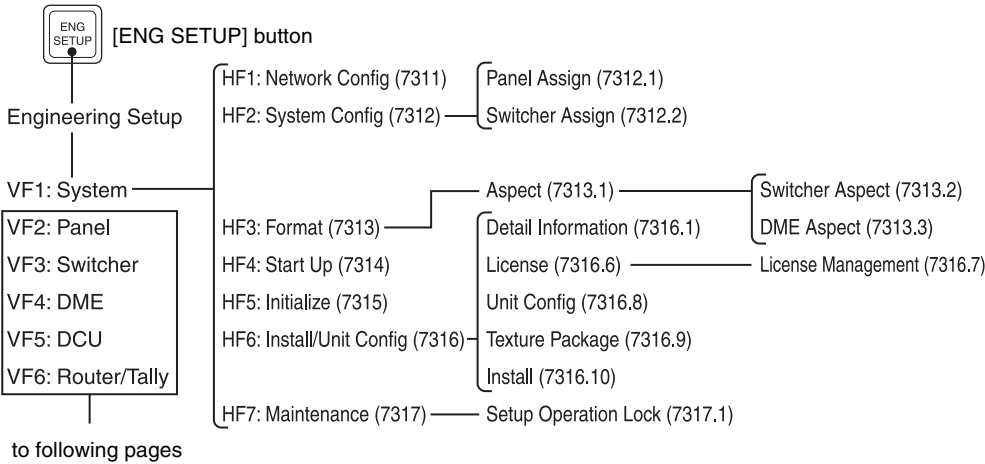 ENG
SETUP
[ENG SETUP] button
Engineering Setup
VF1: System
VF2: Panel
VF3: Switcher
VF4: DME
VF5: DCU
VF6: Router/Tally
to following pages
HF1: Network Config (7311)
HF2: System Config (7312)
HF3: Format (7313)
HF4: Start Up (7314)
HF5: Initialize (7315)
HF6: Install/Unit Config (7316)
HF7: Maintenance (7317)
Panel Assign (7312.1)
Switcher Assign (7312.2)
Aspect (7313.1)
Detail Information (7316.1)
License (7316.6)
Unit Config (7316.8)
Texture Package (7316.9)
Install (7316.10)
Setup Operation Lock (7317.1)
Switcher Aspect (7313.2)
DME Aspect (7313.3)
License Management (7316.7)